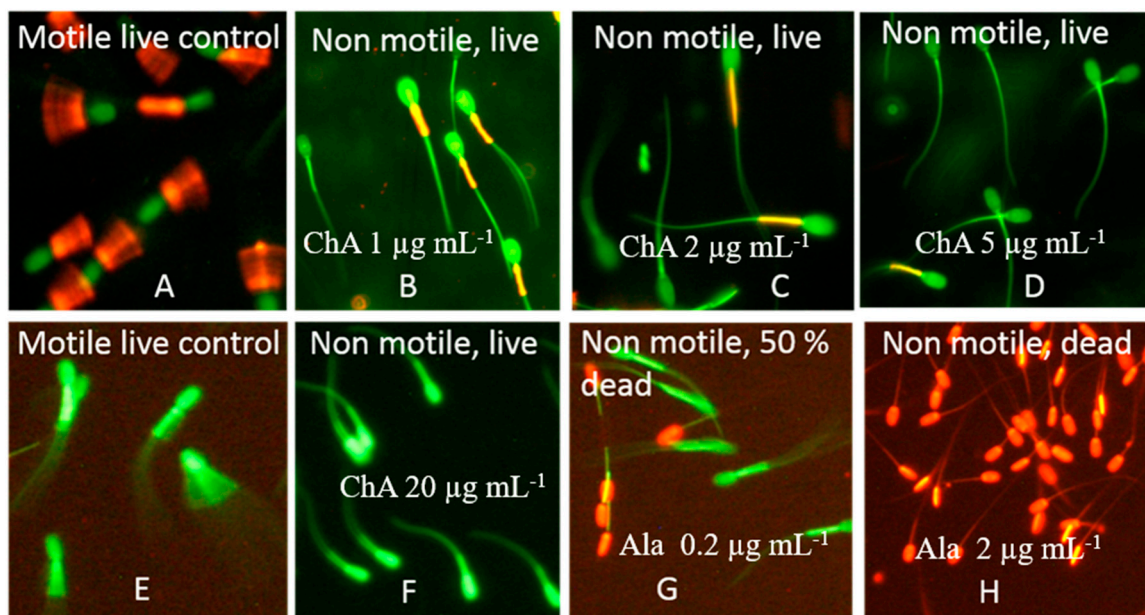 Motile live control
A
Non motile, live
ChA 1 µg mL⁻¹
B
Non motile, live
ChA 2 µg mL⁻¹
C
Non motile, live
ChA 5 µg mL⁻¹
D
Motile live control
E
Non motile, live
ChA 20 µg mL⁻¹
F
Non motile, 50 %
dead
Ala 0.2 µg mL⁻¹
G
Non motile, dead
Ala 2 µg mL⁻¹
H